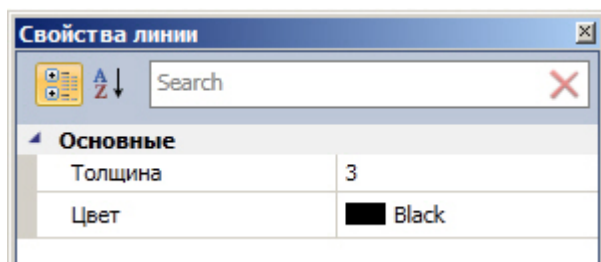 Свойства линии
A
Z
Search
Основные
Толщина 3
Цвет Black